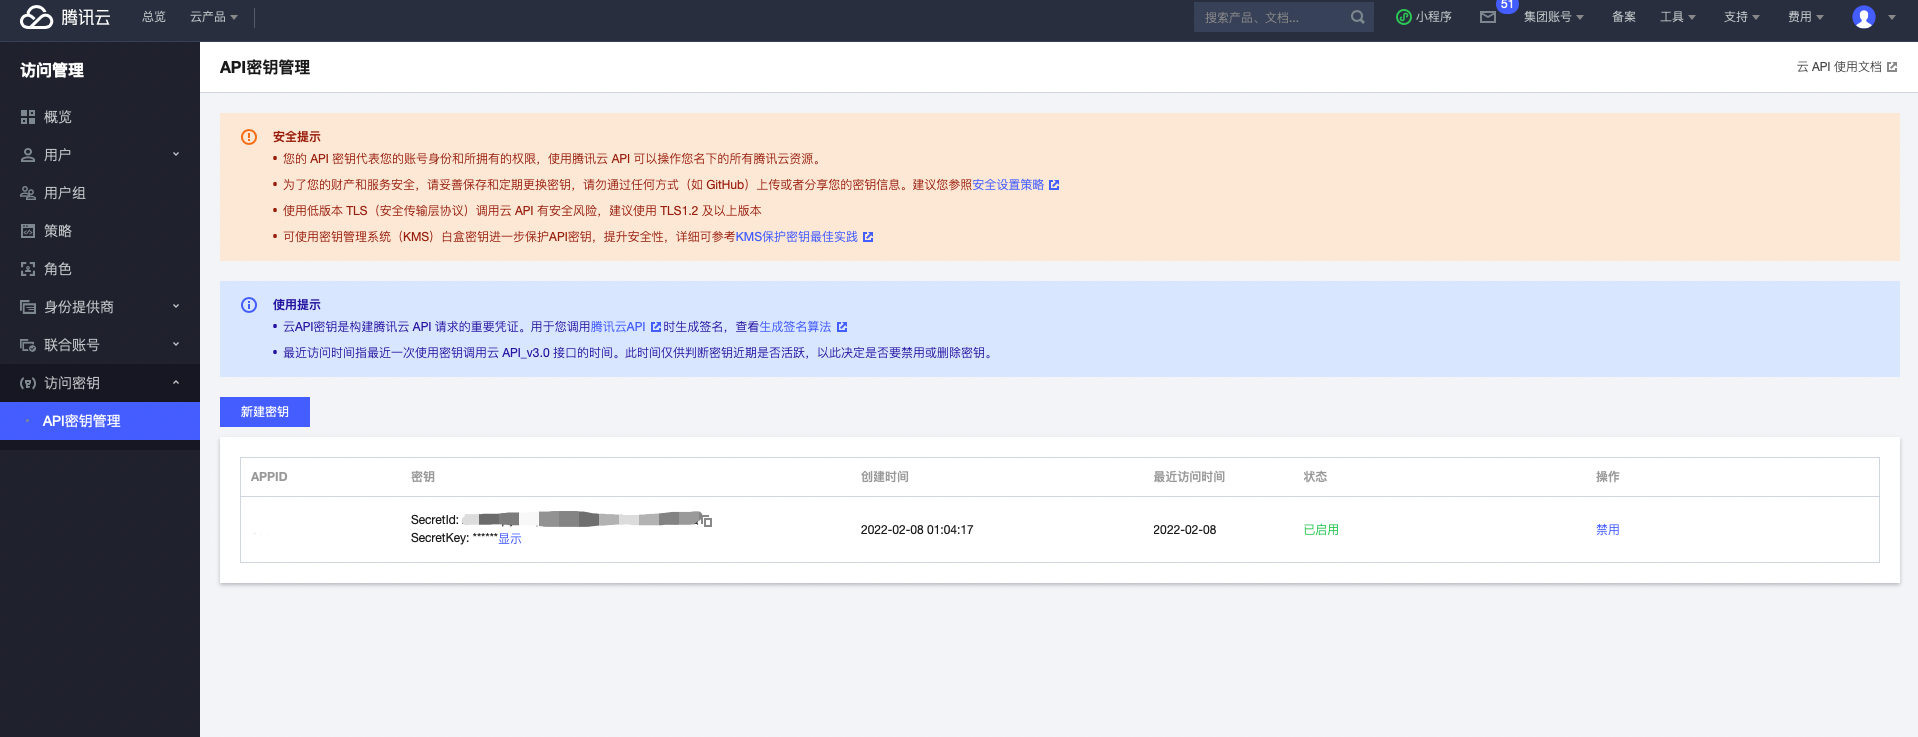 腾讯云
总览
云产品
搜索产品、文档...
小程序
51
集团账号
备案
工具
支持
费用
访问管理
概览
用户
用户组
策略
角色
身份提供商
联合账号
访问密钥
API密钥管理
API密钥管理
云 API 使用文档
安全提示
• 您的 API 密钥代表您的账号身份和所拥有的权限，使用腾讯云 API 可以操作您名下的所有腾讯云资源。
• 为了您的财产和服务安全，请妥善保存和定期更换密钥，请勿通过任何方式（如 GitHub）上传或者分享您的密钥信息。建议您参照安全设置策略
• 使用低版本 TLS（安全传输层协议）调用云 API 有安全风险，建议使用 TLS1.2 及以上版本
• 可使用密钥管理系统（KMS）白盒密钥进一步保护API密钥，提升安全性，详细可参考KMS保护密钥最佳实践
使用提示
• 云API密钥是构建腾讯云 API 请求的重要凭证。用于您调用腾讯云API 时生成签名，查看生成签名算法
• 最近访问时间指最近一次使用密钥调用云 API_v3.0 接口的时间。此时间仅供判断密钥近期是否活跃，以此决定是否要禁用或删除密钥。
新建密钥
APPID
密钥
创建时间
最近访问时间
状态
操作
SecretId:
SecretKey: ******显示
2022-02-08 01:04:17
2022-02-08
已启用
禁用